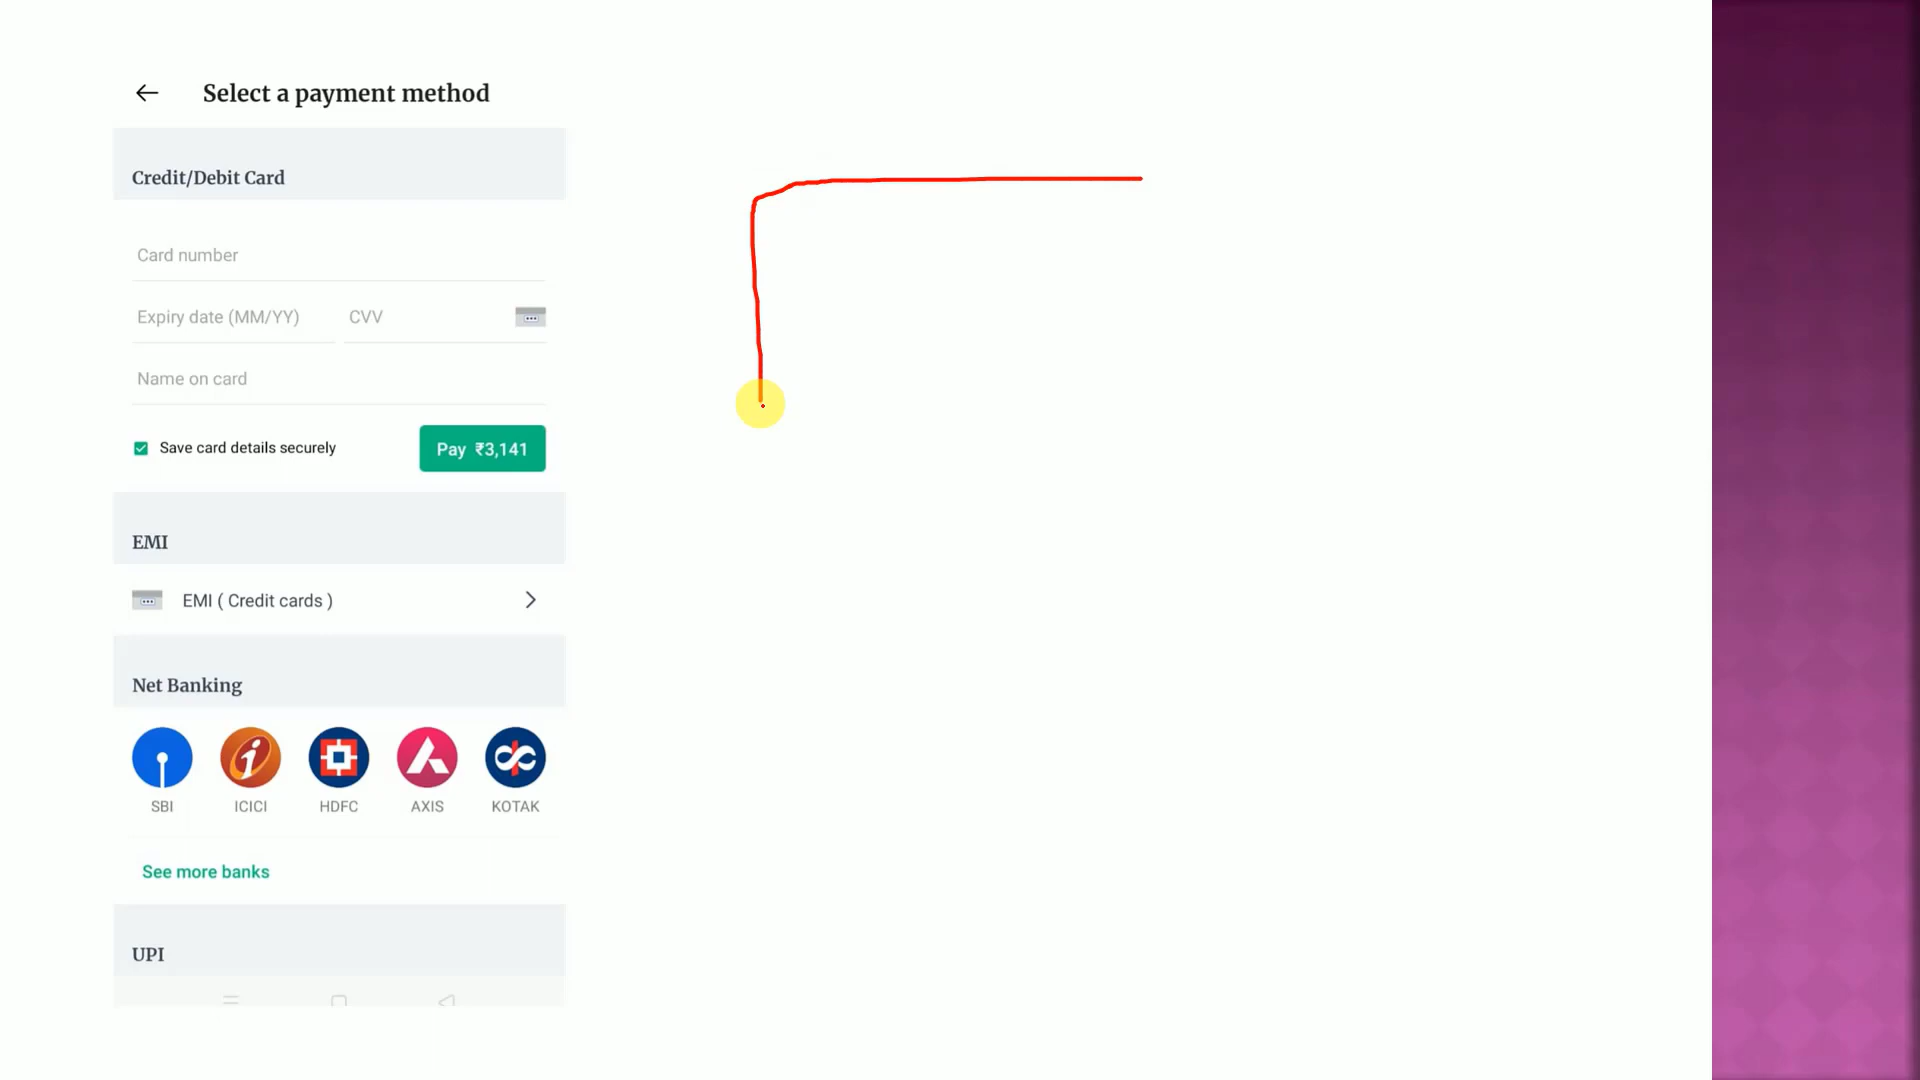 Select a payment method
Credit/Debit Card
Card number
Expiry date (MM/YY) CVV
Name on card
Save card details securely Pay ₹3,141
EMI
EMI ( Credit cards )
Net Banking
SBI ICICI HDFC AXIS KOTAK
See more banks
UPI